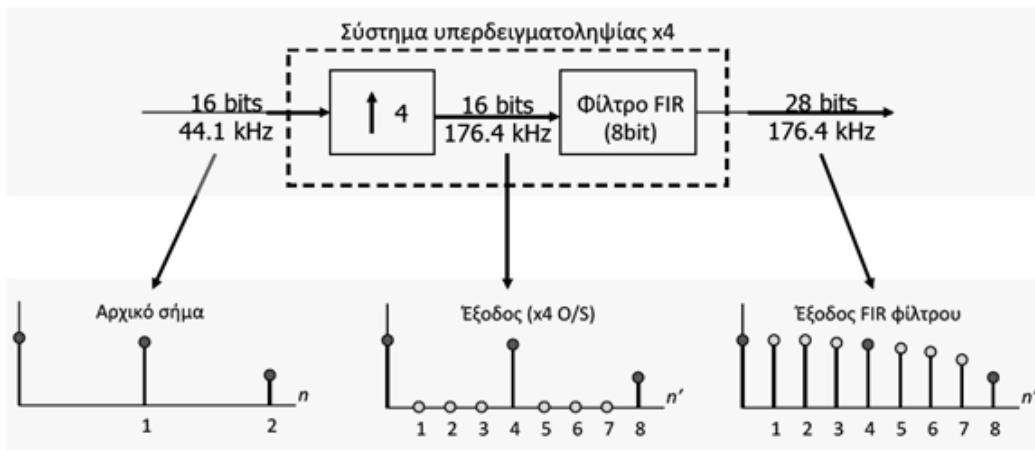 Σύστημα υπερδειγματοληψίας x4
16 bits
44.1 kHz
4
16 bits
176.4 kHz
Φίλτρο FIR
(8bit)
28 bits
176.4 kHz
Αρχικό σήμα
n
1 2
Έξοδος (x4 O/S)
n'
1 2 3 4 5 6 7 8
Έξοδος FIR φίλτρου
n'
1 2 3 4 5 6 7 8